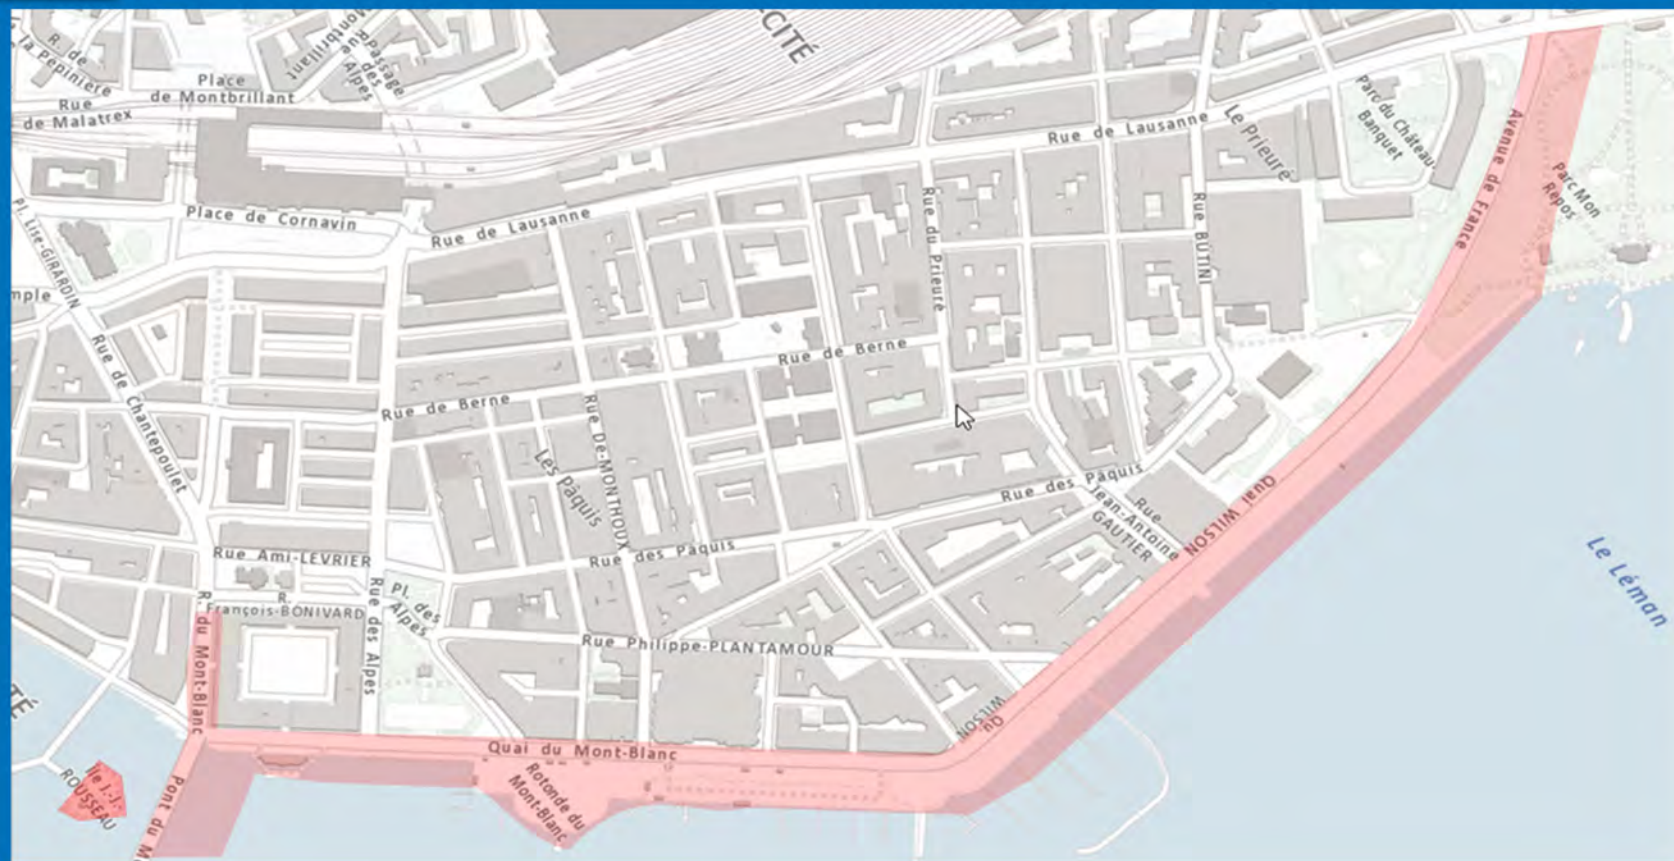 R. de
la Pépinière
Montbrillant
Passage
Rue des
Alpes
CITÉ
Place
de Montbrillant
Rue
de Malatrex
Place de Cornavin
Rue de Lausanne
Rue de Lausanne
Le Prieuré
Parc du Château
Banquet
Avenue de France
Parc Mon
Repos
Pl. LISE-GIRARDIN
mple
Rue de Chantepoulet
Rue du Prieuré
Rue BUTINI
Rue de Berne
Rue de Berne
Rue DE-MONTHOUX
Les Pâquis
Rue des Pâquis
Rue des Pâquis
Rue
Jean-Antoine
GAUTIER
Quai WILSON
Le Léman
Rue Ami-LEVRIER
R.
François-BONIVARD
Rue des Alpes
Pl. des
Alpes
Rue Philippe-PLANTAMOUR
R. du Mont-Blanc
Qu. WILSON
Quai du Mont-Blanc
Rotonde du
Mont-Blanc
TÉ
Île J.-J.-
ROUSSEAU
Pont du M